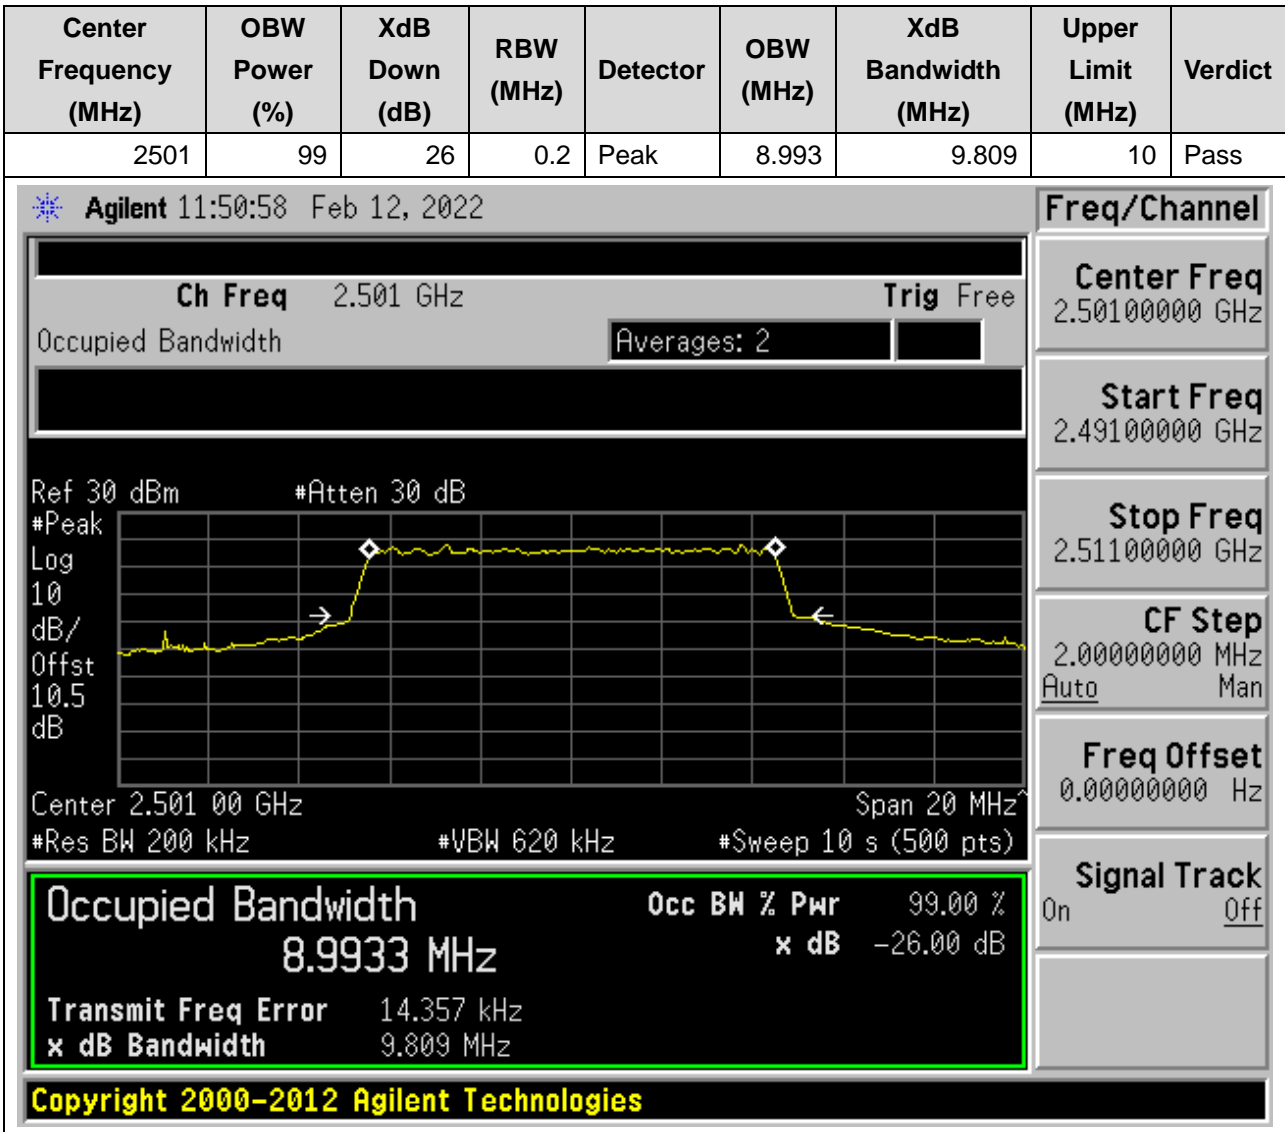 Center Frequency (MHz) OBW Power (%) XdB Down (dB) RBW (MHz) Detector OBW (MHz) XdB Bandwidth (MHz) Upper Limit (MHz) Verdict
2501 99 26 0.2 Peak 8.993 9.809 10 Pass
Agilent 11:50:58 Feb 12, 2022
Ch Freq 2.501 GHz Trig Free
Occupied Bandwidth Averages: 2
Ref 30 dBm #Atten 30 dB
#Peak
Log
10
dB/
Offst
10.5
dB
Center 2.501 00 GHz Span 20 MHz^
#Res BW 200 kHz #VBW 620 kHz #Sweep 10 s (500 pts)
Occupied Bandwidth Occ BW % Pwr 99.00 %
8.9933 MHz x dB -26.00 dB
Transmit Freq Error 14.357 kHz
x dB Bandwidth 9.809 MHz
Copyright 2000-2012 Agilent Technologies
Freq/Channel
Center Freq
2.50100000 GHz
Start Freq
2.49100000 GHz
Stop Freq
2.51100000 GHz
CF Step
2.00000000 MHz
Auto Man
Freq Offset
0.00000000 Hz
Signal Track
On Off